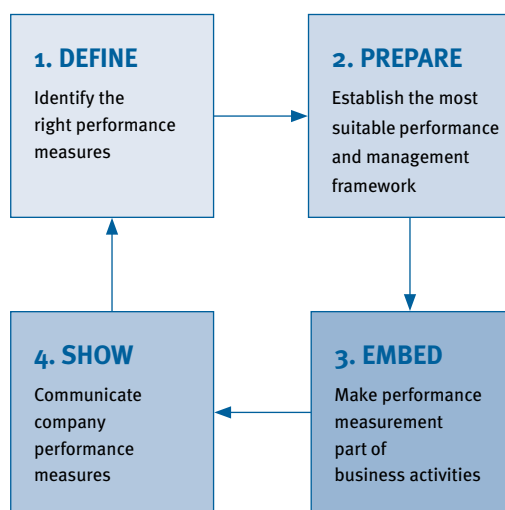 1. DEFINE
Identify the
right performance
measures
2. PREPARE
Establish the most
suitable performance
and management
framework
3. EMBED
Make performance
measurement
part of
business activities
4. SHOW
Communicate
company
performance
measures